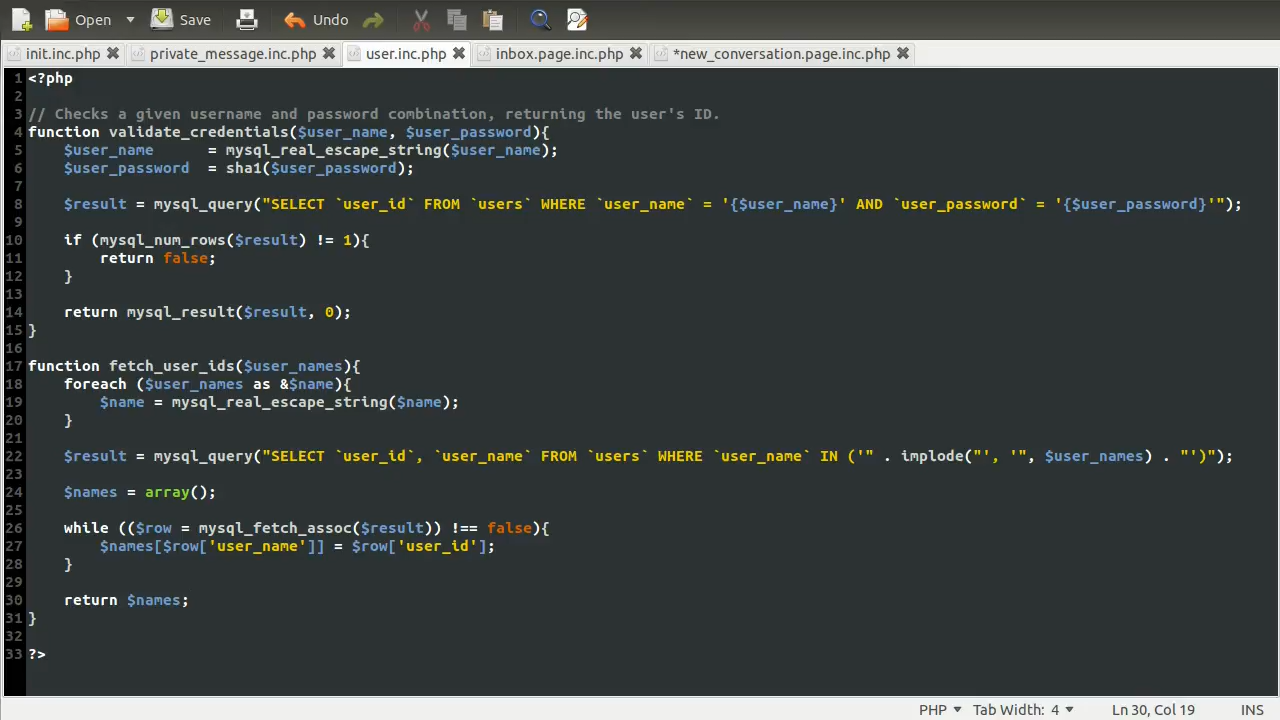 Open Save Undo
init.inc.php private_message.inc.php user.inc.php inbox.page.inc.php *new_conversation.page.inc.php
1 <?php
2
3 // Checks a given username and password combination, returning the user's ID.
4 function validate_credentials($user_name, $user_password){
5     $user_name      = mysql_real_escape_string($user_name);
6     $user_password  = sha1($user_password);
7
8     $result = mysql_query("SELECT `user_id` FROM `users` WHERE `user_name` = '{$user_name}' AND `user_password` = '{$user_password}'");
9
10     if (mysql_num_rows($result) != 1){
11         return false;
12     }
13
14     return mysql_result($result, 0);
15 }
16
17 function fetch_user_ids($user_names){
18     foreach ($user_names as &$name){
19         $name = mysql_real_escape_string($name);
20     }
21
22     $result = mysql_query("SELECT `user_id`, `user_name` FROM `users` WHERE `user_name` IN ('" . implode("', '", $user_names) . "')");
23
24     $names = array();
25
26     while (($row = mysql_fetch_assoc($result)) !== false){
27         $names[$row['user_name']] = $row['user_id'];
28     }
29
30     return $names;
31 }
32
33 ?>
PHP Tab Width: 4 Ln 30, Col 19 INS